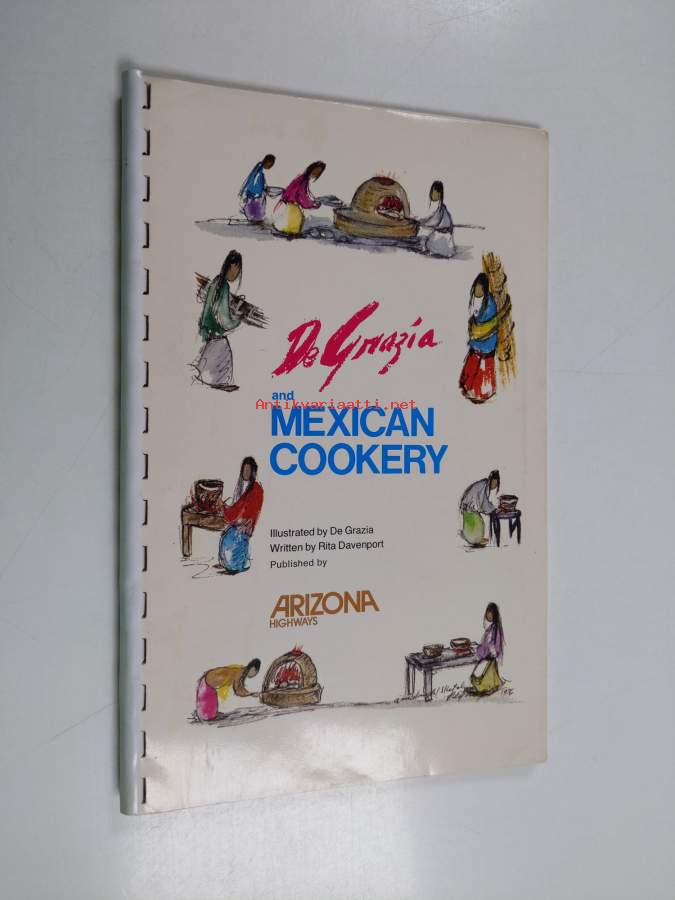 De Grazia
and
Antikvariaatti.net
MEXICAN
COOKERY
Illustrated by De Grazia
Written by Rita Davenport
Published by
ARIZONA
HIGHWAYS